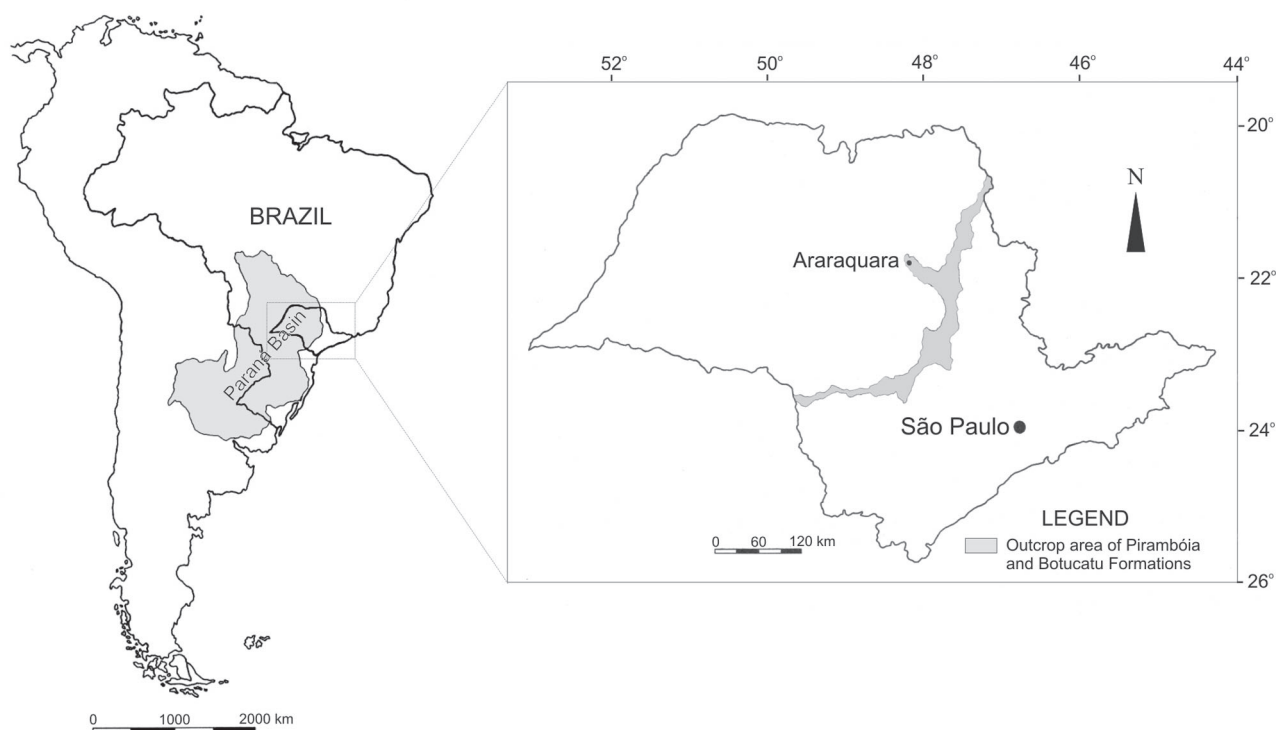 BRAZIL
Paraná Basin
0 1000 2000 km
52° 50° 48° 46° 44°
20°
22°
24°
26°
N
Araraquara
São Paulo
LEGEND
0 60 120 km
Outcrop area of Pirambóia
and Botucatu Formations